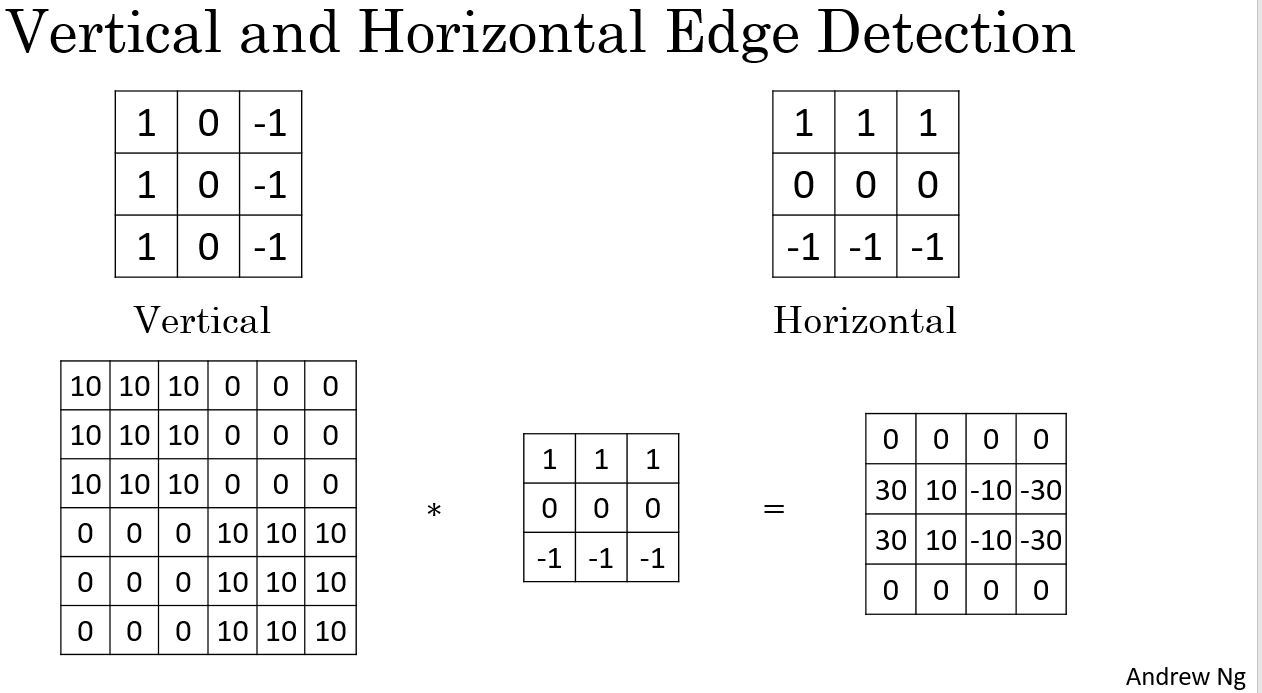 Vertical and Horizontal Edge Detection
1 0 -1
1 0 -1
1 0 -1
Vertical
1 1 1
0 0 0
-1 -1 -1
Horizontal
10 10 10 0 0 0
10 10 10 0 0 0
10 10 10 0 0 0
0 0 0 10 10 10
0 0 0 10 10 10
0 0 0 10 10 10
*
1 1 1
0 0 0
-1 -1 -1
=
0 0 0 0
30 10 -10 -30
30 10 -10 -30
0 0 0 0
Andrew Ng